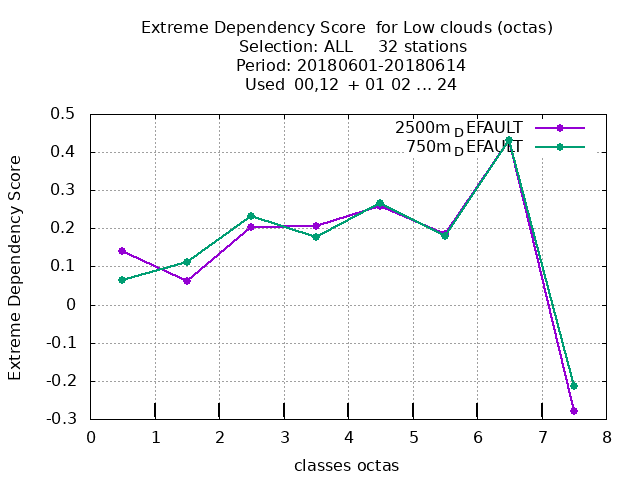 Extreme Dependency Score  for Low clouds (octas)
Selection: ALL     32 stations
Period: 20180601-20180614
Used  00,12  + 01 02 ... 24
0.5
0.4
0.3
0.2
0.1
0
-0.1
-0.2
-0.3
Extreme Dependency Score
2500m_DEFAULT
750m_DEFAULT
0 1 2 3 4 5 6 7 8
classes octas